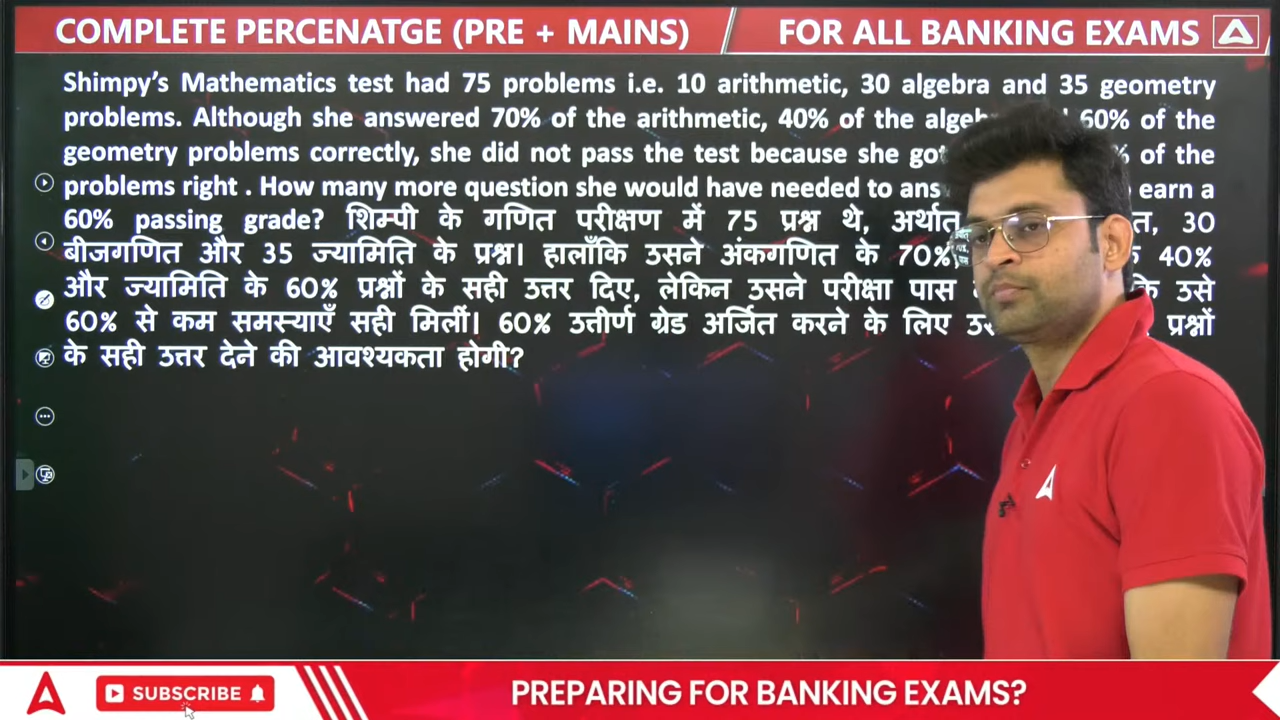 COMPLETE PERCENATGE (PRE + MAINS) FOR ALL BANKING EXAMS
Shimpy's Mathematics test had 75 problems i.e. 10 arithmetic, 30 algebra and 35 geometry
problems. Although she answered 70% of the arithmetic, 40% of the 60% of the
geometry problems correctly, she did not pass the test because she got % of the
problems right . How many more question she would have needed to earn a
60% passing grade? शिम्पी के गणित परीक्षण में 75 प्रश्न थे, अर्थात 30
बीजगणित और 35 ज्यामिति के प्रश्न। हालाँकि उसने अंकगणित के 70% 40%
और ज्यामिति के 60% प्रश्नों के सही उत्तर दिए, लेकिन उसने परीक्षा पास उसे
60% से कम समस्याएँ सही मिलीं। 60% उत्तीर्ण ग्रेड अर्जित करने के लिए प्रश्नों
के सही उत्तर देने की आवश्यकता होगी?
SUBSCRIBE
PREPARING FOR BANKING EXAMS?